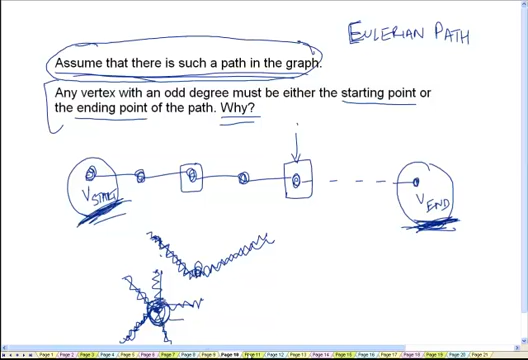 EULERIAN PATH
Assume that there is such a path in the graph.
Any vertex with an odd degree must be either the starting point or
the ending point of the path. Why?
VSTART
VEND
Page 1 Page 2 Page 3 Page 4 Page 5 Page 6 Page 7 Page 8 Page 9 Page 10 Page 11 Page 12 Page 13 Page 14 Page 15 Page 16 Page 17 Page 18 Page 19 Page 20 Page 21